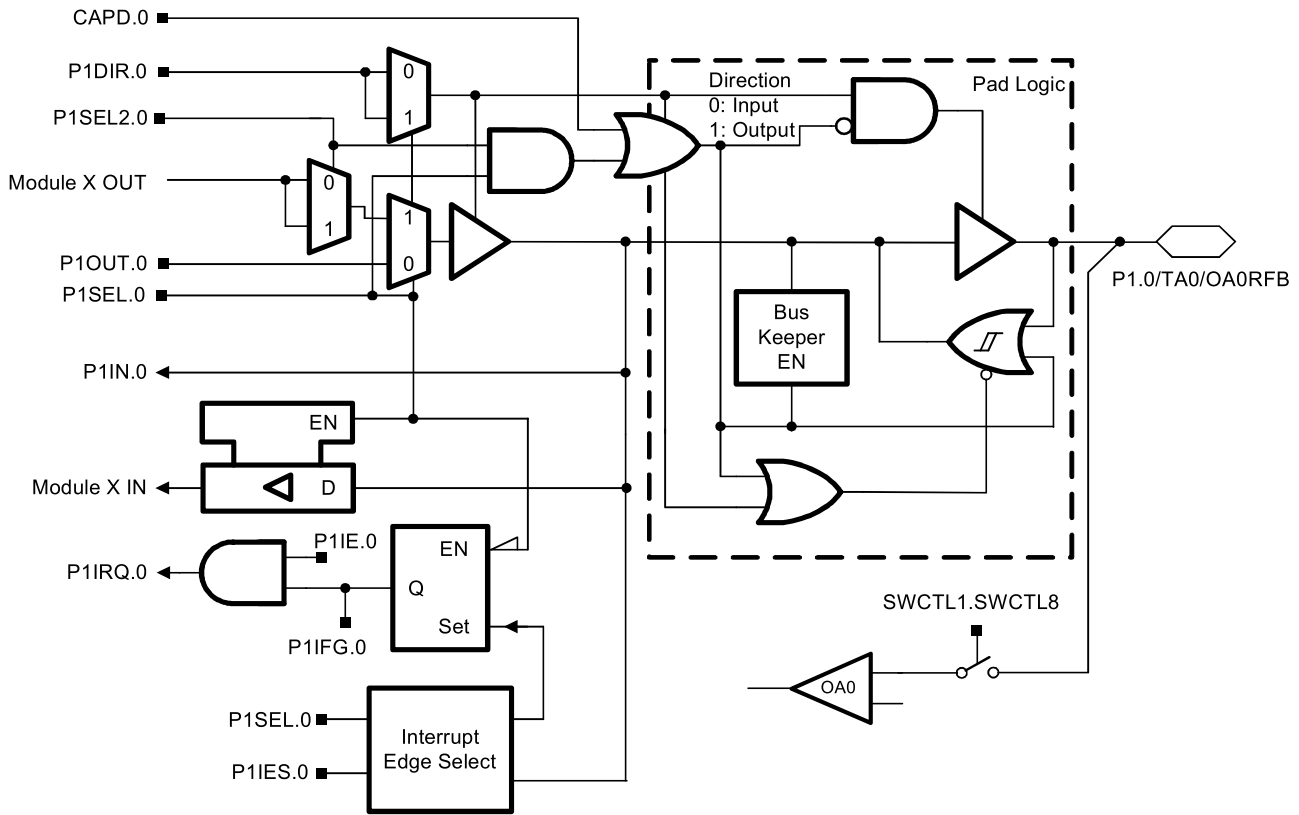 CAPD.0
P1DIR.0
0
1
Direction
0: Input
1: Output
Pad Logic
P1SEL2.0
Module X OUT
0
1
1
0
P1OUT.0
P1SEL.0
P1.0/TA0/OA0RFB
Bus
Keeper
EN
P1IN.0
EN
Module X IN
D
P1IE.0
P1IRQ.0
EN
Q
Set
P1IFG.0
SWCTL1.SWCTL8
OA0
P1SEL.0
P1IES.0
Interrupt
Edge Select